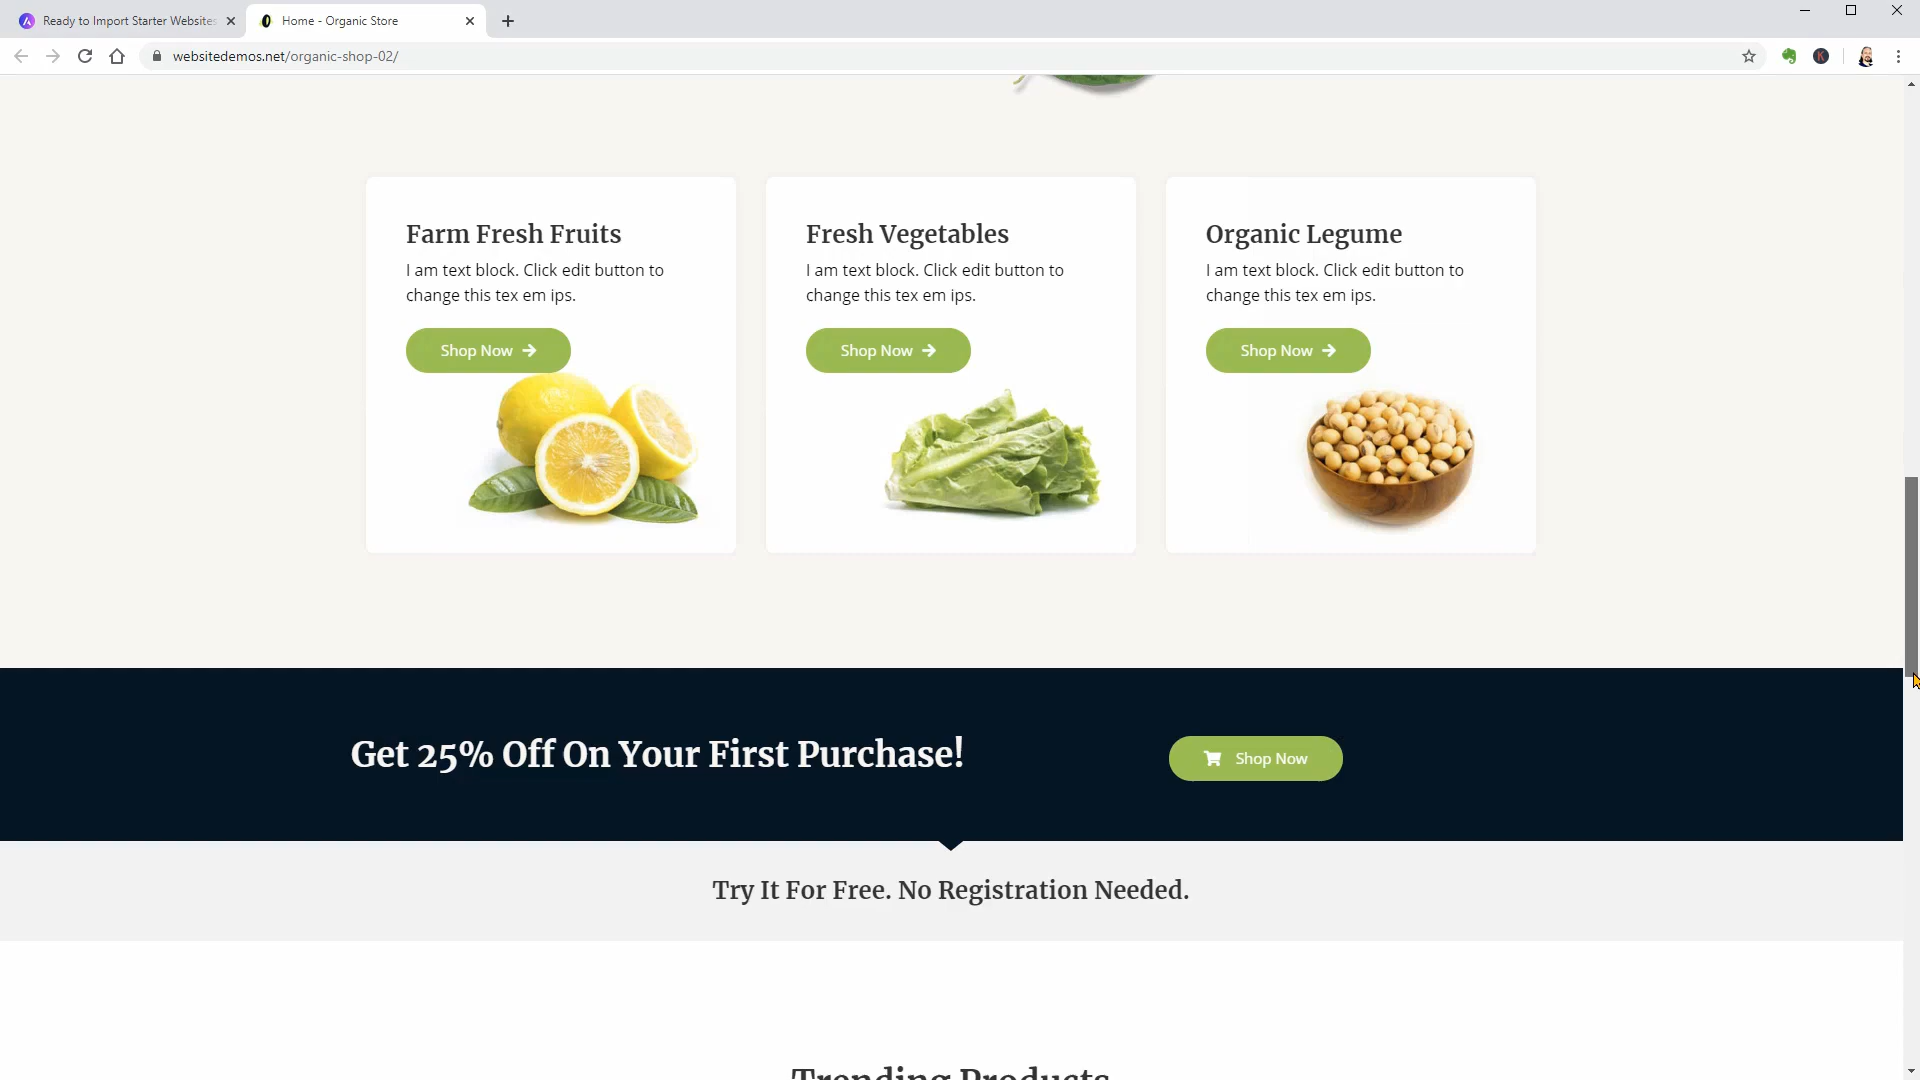 Ready to Import Starter Websites
Home - Organic Store
websitedemos.net/organic-shop-02/
K
Farm Fresh Fruits
I am text block. Click edit button to
change this tex em ips.
Shop Now
Fresh Vegetables
I am text block. Click edit button to
change this tex em ips.
Shop Now
Organic Legume
I am text block. Click edit button to
change this tex em ips.
Shop Now
Get 25% Off On Your First Purchase!
Shop Now
Try It For Free. No Registration Needed.
Trending Products